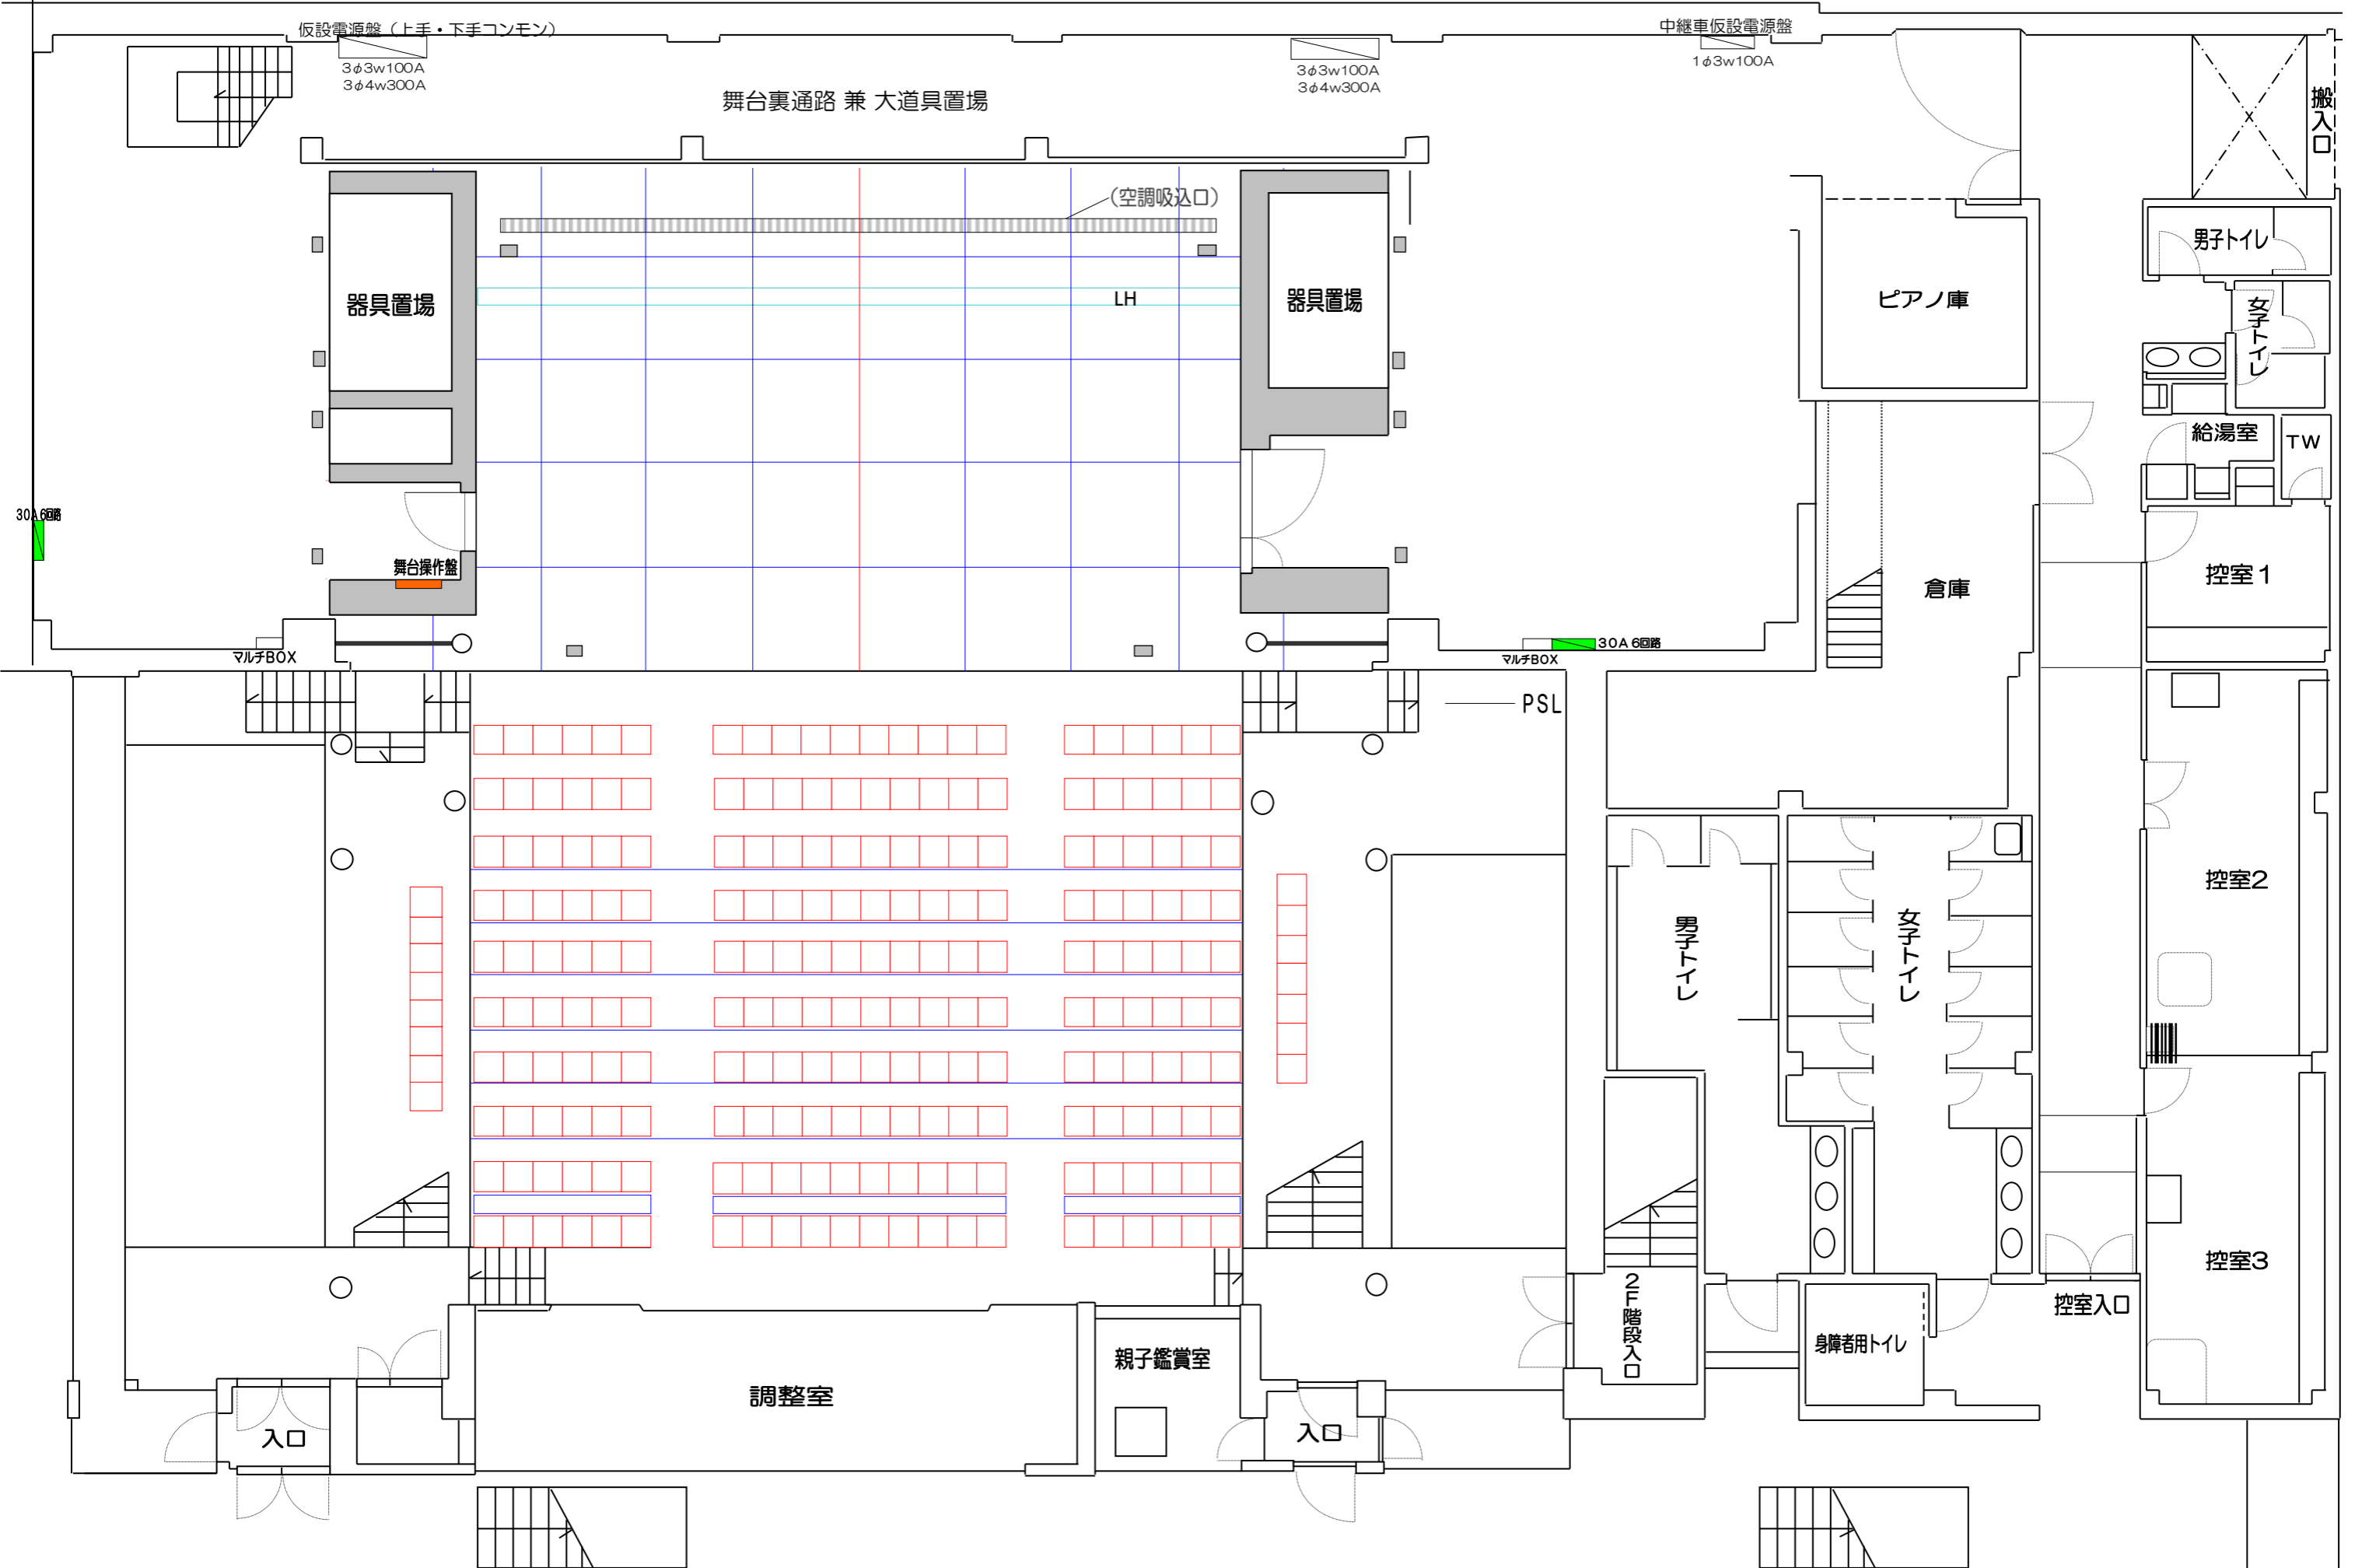 仮設電源盤（上手・下手コンモン）
3φ3w100A
3φ4w300A
3φ3w100A
3φ4w300A
中継車仮設電源盤
1φ3w100A
舞台裏通路 兼 大道具置場
搬入口
（空調吸込口）
男子トイレ
器具置場
LH
器具置場
ピアノ庫
女子トイレ
給湯室
TW
30A6回路
舞台操作盤
控室1
倉庫
マルチBOX
30A6回路
マルチBOX
PSL
控室2
男子トイレ
女子トイレ
控室3
2F階段入口
控室入口
身障者用トイレ
親子鑑賞室
調整室
入口
入口